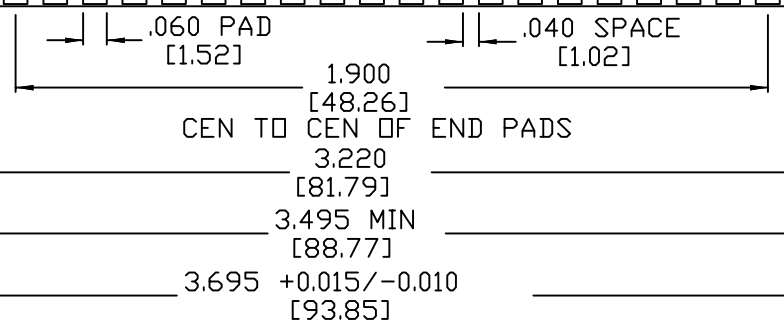 .060 PAD
[1.52]
.040 SPACE
[1.02]
1.900
[48.26]
CEN TO CEN OF END PADS
3.220
[81.79]
3.495 MIN
[88.77]
3.695 +0.015/-0.010
[93.85]